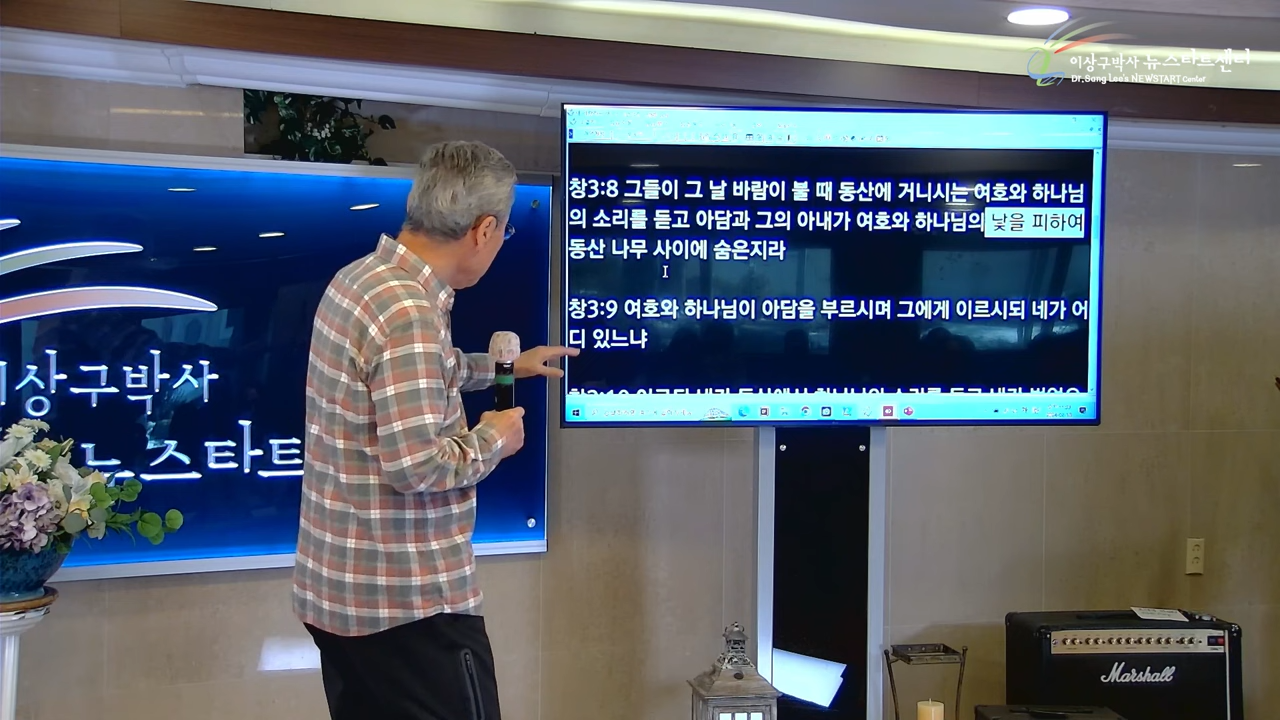 이상구박사 뉴스타트센터
Dr.Sang Lee's NEWSTART Center
창3:8 그들이 그 날 바람이 불 때 동산에 거니시는 여호와 하나님
의 소리를 듣고 아담과 그의 아내가 여호와 하나님의 낯을 피하여
동산 나무 사이에 숨은지라
창3:9 여호와 하나님이 아담을 부르시며 그에게 이르시되 네가 어
디 있느냐
이상구박사
뉴스타트
Marshall